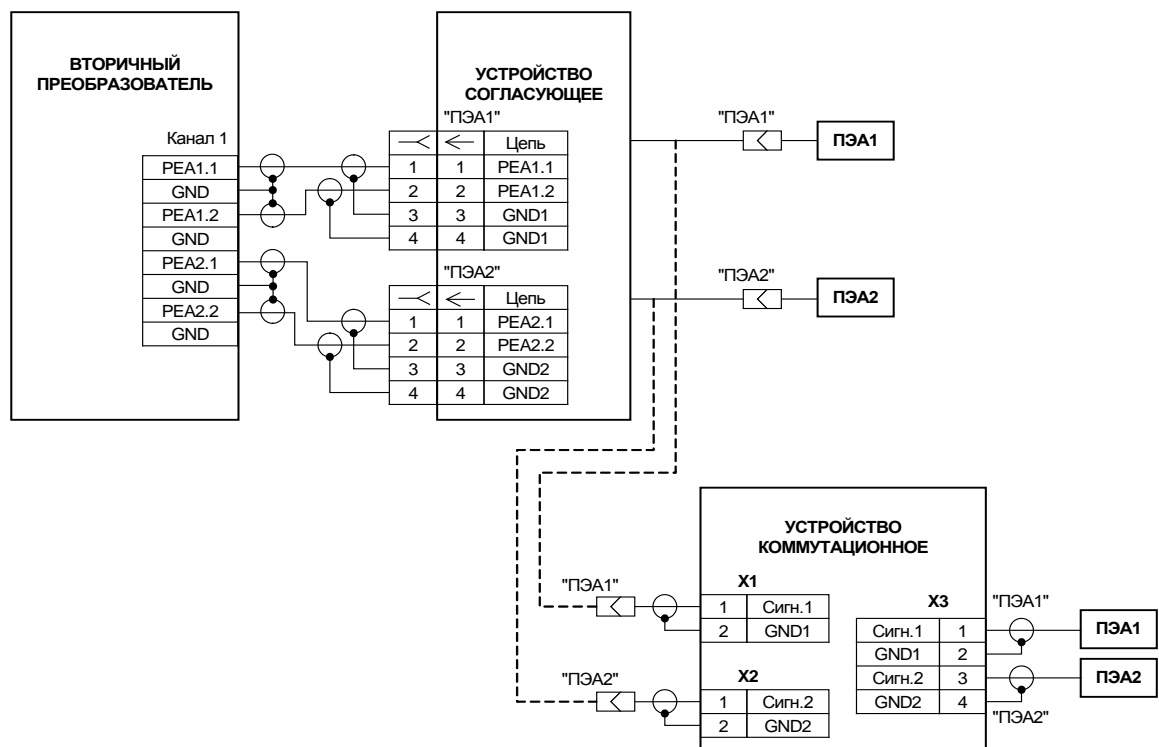 ВТОРИЧНЫЙ
ПРЕОБРАЗОВАТЕЛЬ
Канал 1
PEA1.1
GND
PEA1.2
GND
PEA2.1
GND
PEA2.2
GND
УСТРОЙСТВО
СОГЛАСУЮЩЕЕ
"ПЭА1"
Цепь
1 1 PEA1.1
2 2 PEA1.2
3 3 GND1
4 4 GND1
"ПЭА2"
Цепь
1 1 PEA2.1
2 2 PEA2.2
3 3 GND2
4 4 GND2
"ПЭА1"
ПЭА1
"ПЭА2"
ПЭА2
УСТРОЙСТВО
КОММУТАЦИОННОЕ
"ПЭА1"
X1
1 Сигн.1
2 GND1
"ПЭА2"
X2
1 Сигн.2
2 GND2
X3
Сигн.1 1
GND1 2
Сигн.2 3
GND2 4
"ПЭА1"
ПЭА1
ПЭА2
"ПЭА2"